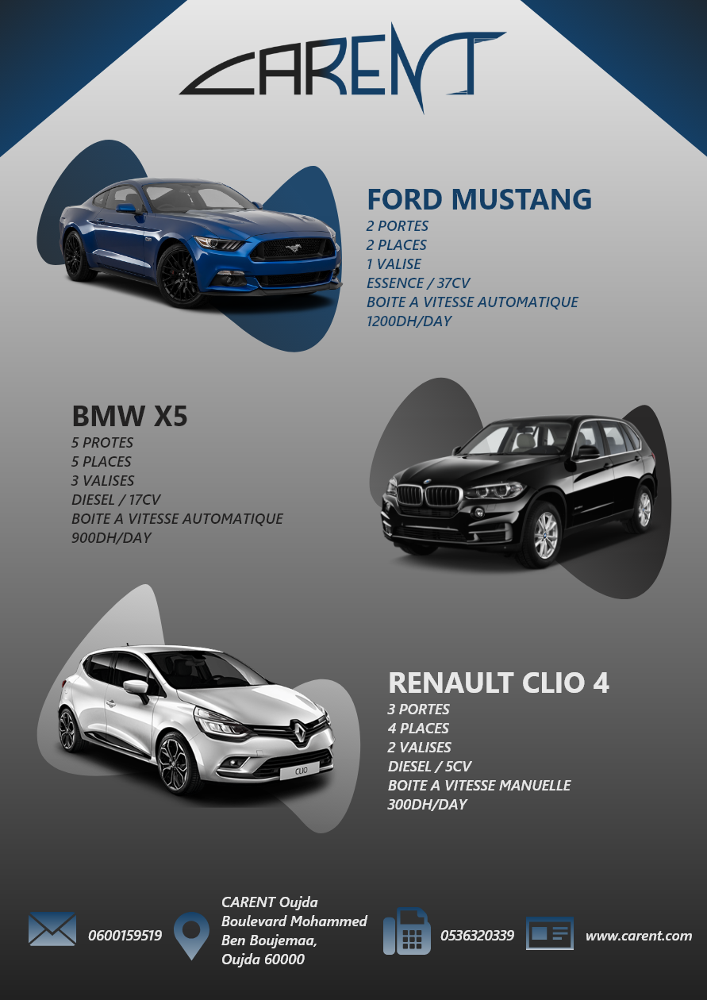 CARENT
FORD MUSTANG
2 PORTES
2 PLACES
1 VALISE
ESSENCE / 37CV
BOITE A VITESSE AUTOMATIQUE
1200DH/DAY
BMW X5
5 PROTES
5 PLACES
3 VALISES
DIESEL / 17CV
BOITE A VITESSE AUTOMATIQUE
900DH/DAY
CLIO
RENAULT CLIO 4
3 PORTES
4 PLACES
2 VALISES
DIESEL / 5CV
BOITE A VITESSE MANUELLE
300DH/DAY
0600159519
CARENT Oujda
Boulevard Mohammed
Ben Boujemaa,
Oujda 60000
0536320339
www.carent.com